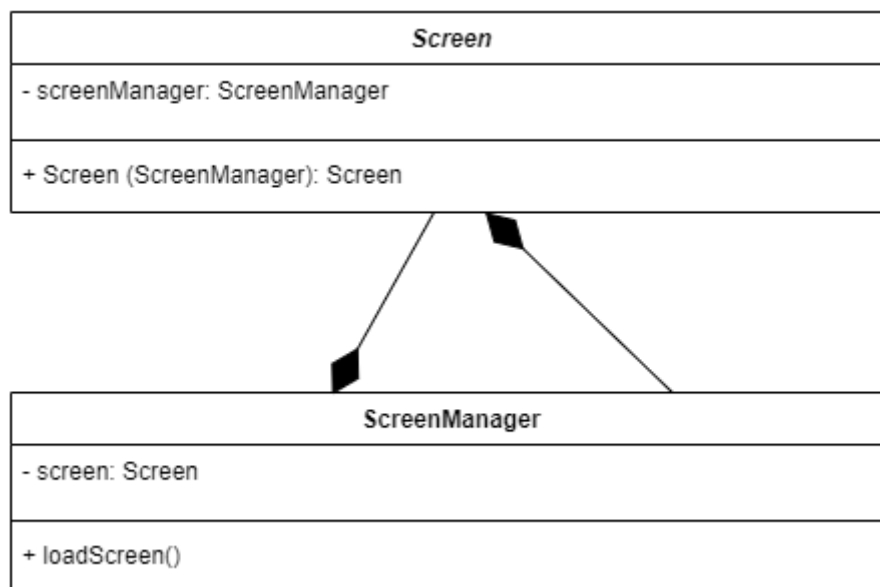 Screen
- screenManager: ScreenManager
+ Screen (ScreenManager): Screen
ScreenManager
- screen: Screen
+ loadScreen()